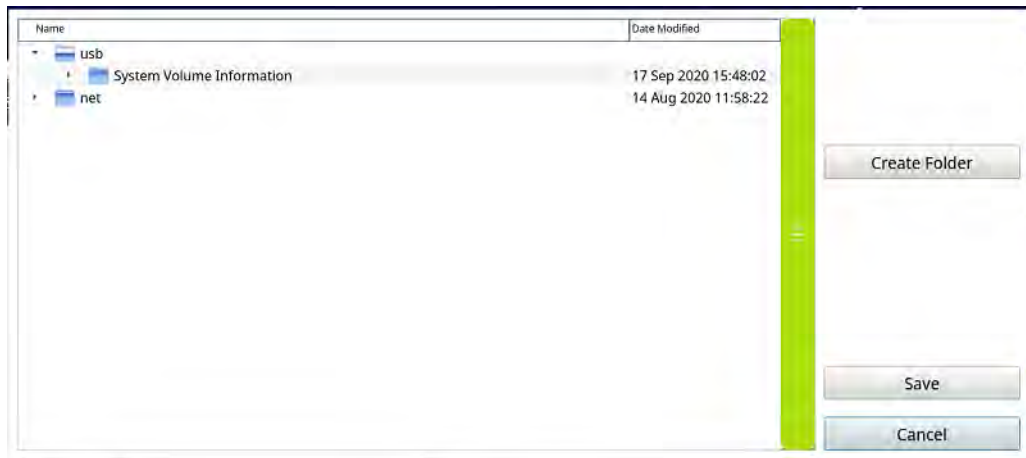 Name Date Modified
usb
System Volume Information 17 Sep 2020 15:48:02
net 14 Aug 2020 11:58:22
Create Folder
Save
Cancel